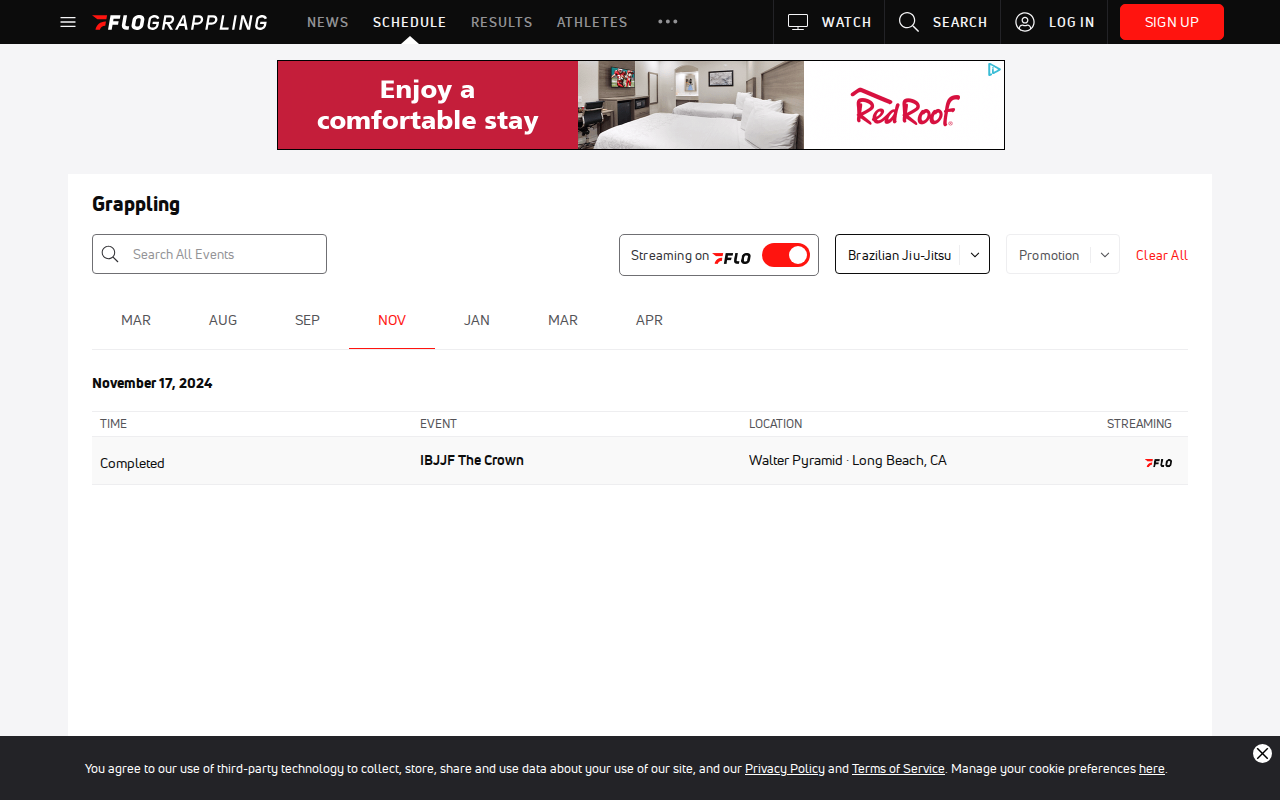 FLOGRAPPLING
NEWS SCHEDULE RESULTS ATHLETES
WATCH SEARCH LOG IN SIGN UP
Enjoy a
comfortable stay
Red Roof
Grappling
Search All Events
Streaming on FLO
Brazilian Jiu-Jitsu
Promotion
Clear All
MAR AUG SEP NOV JAN MAR APR
November 17, 2024
TIME EVENT LOCATION STREAMING
Completed IBJJF The Crown Walter Pyramid · Long Beach, CA FLO
You agree to our use of third-party technology to collect, store, share and use data about your use of our site, and our Privacy Policy and Terms of Service. Manage your cookie preferences here.